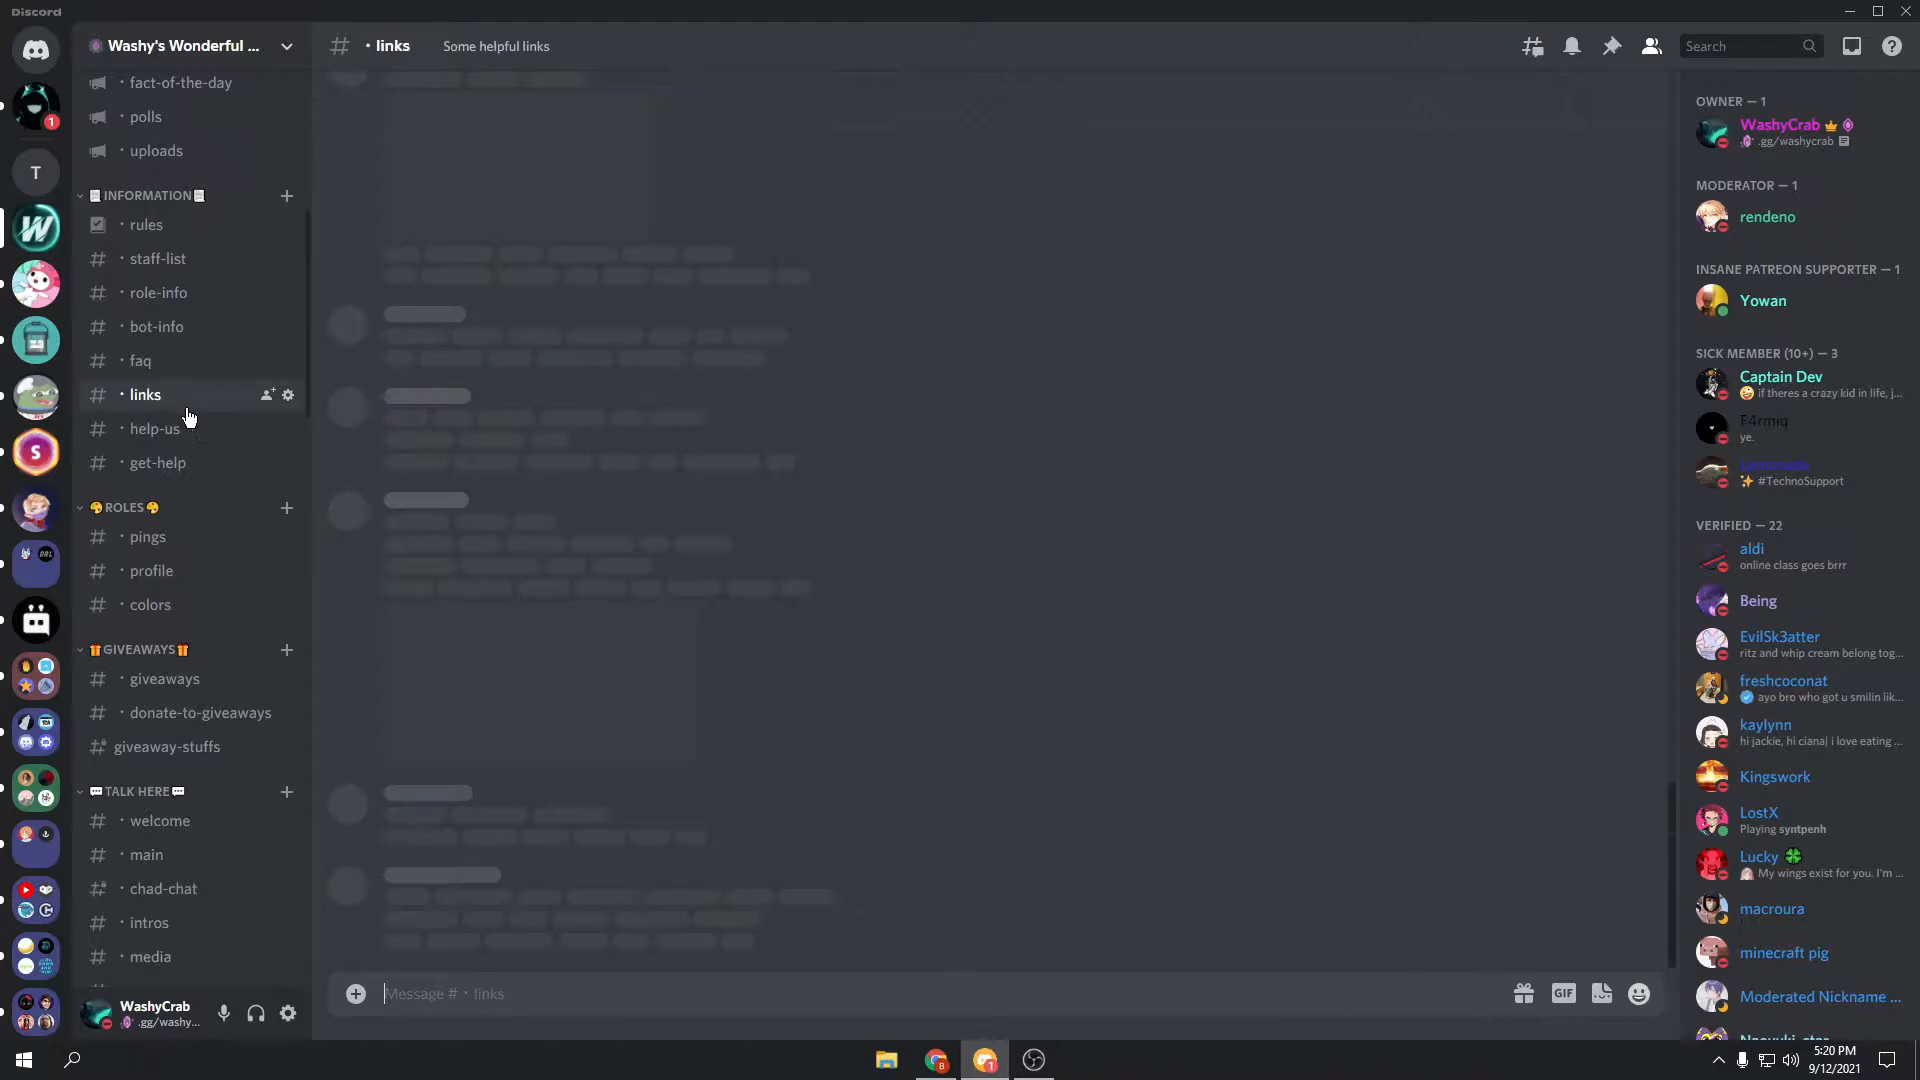 Discord
Washy's Wonderful ...
· links
Some helpful links
Search
1
T
W
S
DRL
· fact-of-the-day
· polls
· uploads
INFORMATION
· rules
· staff-list
· role-info
· bot-info
· faq
· links
· help-us
· get-help
ROLES
· pings
· profile
· colors
GIVEAWAYS
· giveaways
· donate-to-giveaways
giveaway-stuffs
TALK HERE
· welcome
· main
· chad-chat
· intros
· media
WashyCrab
.gg/washy...
Message # · links
GIF
OWNER — 1
WashyCrab
.gg/washycrab
MODERATOR — 1
rendeno
INSANE PATREON SUPPORTER — 1
Yowan
SICK MEMBER (10+) — 3
Captain Dev
if theres a crazy kid in life, j...
F4rmiq
ye.
Lemonade
#TechnoSupport
VERIFIED — 22
aldi
online class goes brrr
Being
EvilSk3atter
ritz and whip cream belong tog...
freshcoconat
ayo bro who got u smilin lik...
kaylynn
hi jackie, hi ciana| i love eating ...
Kingswork
LostX
Playing syntpenh
Lucky
My wings exist for you. I'm ...
macroura
minecraft pig
Moderated Nickname ...
5:20 PM
9/12/2021